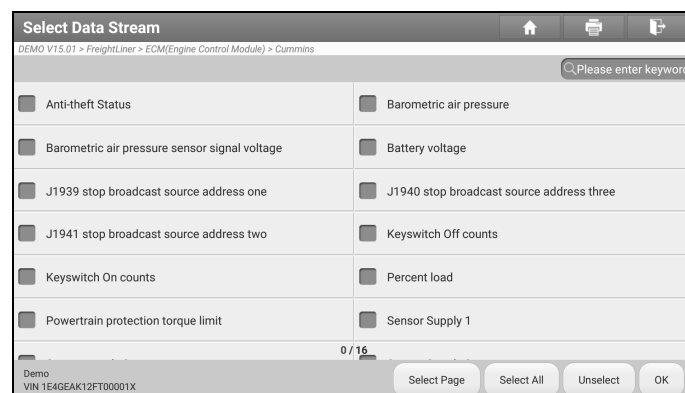 Select Data Stream
DEMO V15.01 > FreightLiner > ECM(Engine Control Module) > Cummins
Please enter keyword
Anti-theft Status
Barometric air pressure
Barometric air pressure sensor signal voltage
Battery voltage
J1939 stop broadcast source address one
J1940 stop broadcast source address three
J1941 stop broadcast source address two
Keyswitch Off counts
Keyswitch On counts
Percent load
Powertrain protection torque limit
Sensor Supply 1
0/16
Demo
VIN 1E4GEAK12FT00001X
Select Page
Select All
Unselect
OK